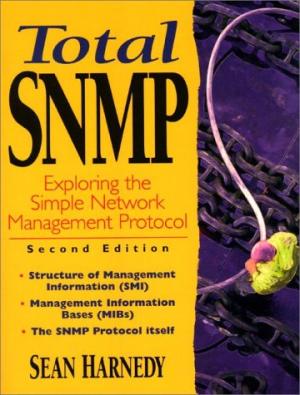 Total
SNMP
Exploring the
Simple Network
Management Protocol
Second Edition
• Structure of Management
Information (SMI)
• Management Information
Bases (MIBs)
• The SNMP Protocol itself
SEAN HARNEDY